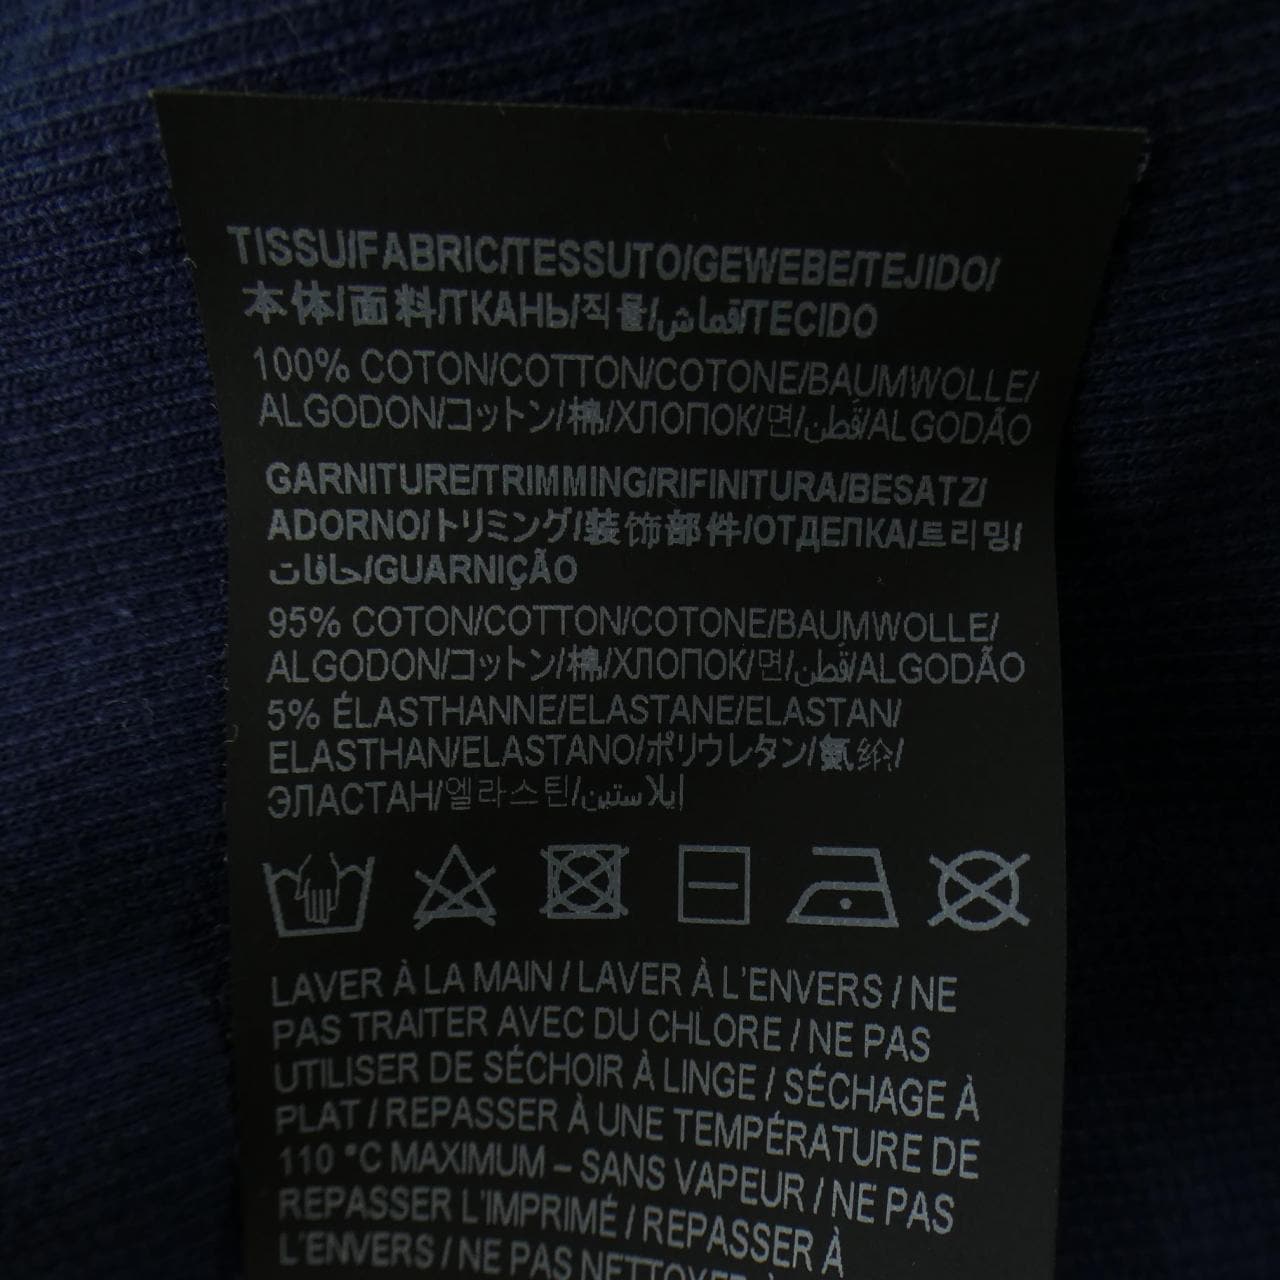 TISSU/FABRIC/TESSUTO/GEWEBE/TEJIDO/
本体/面料/ТКАНЬ/직물/قماش/TECIDO
100% COTON/COTTON/COTONE/BAUMWOLLE/
ALGODON/コットン/棉/ХЛОПОК/면/قطن/ALGODÃO
GARNITURE/TRIMMING/RIFINITURA/BESATZ/
ADORNO/トリミング/装饰部件/ОТДЕПКА/트리밍/
حافات/GUARNIÇÃO
95% COTON/COTTON/COTONE/BAUMWOLLE/
ALGODON/コットン/棉/ХЛОПОК/면/قطن/ALGODÃO
5% ÉLASTHANNE/ELASTANE/ELASTAN/
ELASTHAN/ELASTANO/ポリウレタン/氨纶/
ЭЛАСТАН/엘라스틴/إيلاستين
LAVER À LA MAIN / LAVER À L'ENVERS / NE
PAS TRAITER AVEC DU CHLORE / NE PAS
UTILISER DE SÉCHOIR À LINGE / SÉCHAGE À
PLAT / REPASSER À UNE TEMPÉRATURE DE
110 °C MAXIMUM – SANS VAPEUR / NE PAS
REPASSER L'IMPRIMÉ / REPASSER À
L'ENVERS / NE PAS NETTOYER À